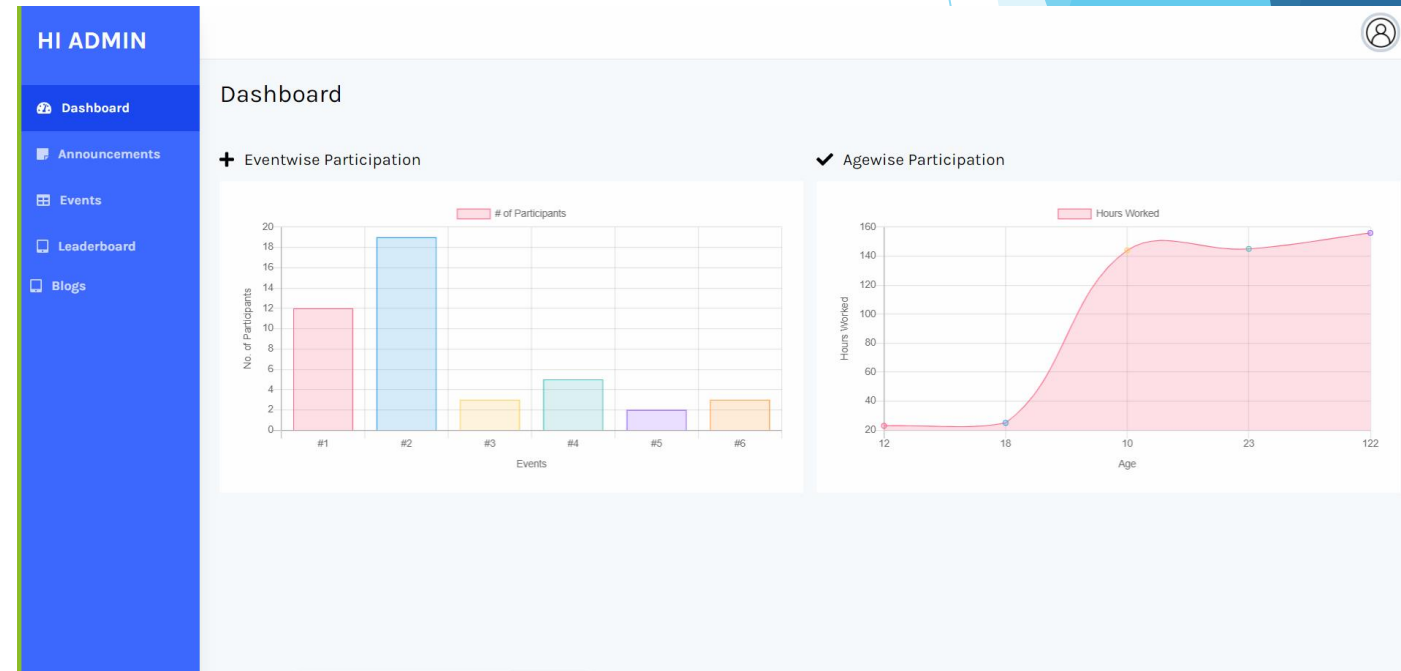 HI ADMIN
Dashboard
Announcements
Events
Leaderboard
Blogs
Dashboard
Eventwise Participation
# of Participants
No. of Participants
20
18
16
14
12
10
8
6
4
2
0
#1 #2 #3 #4 #5 #6
Events
Agewise Participation
Hours Worked
Hours Worked
160
140
120
100
80
60
40
20
12 18 10 23 122
Age